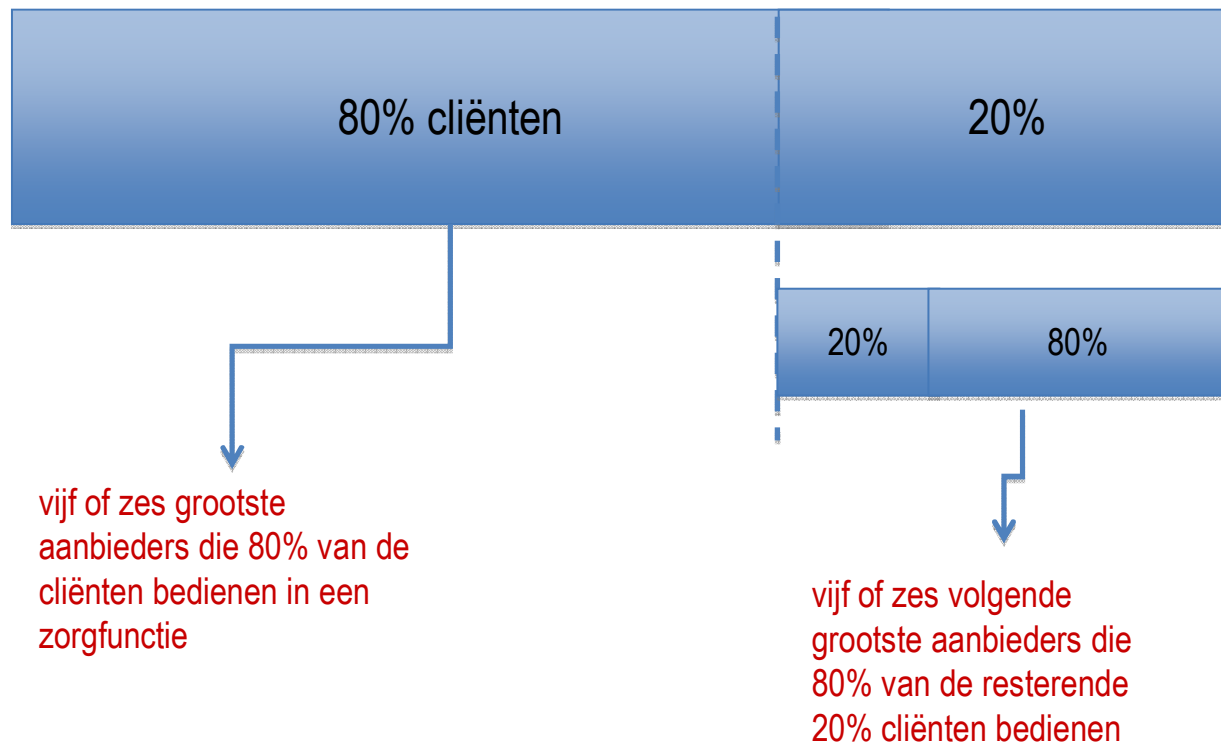 80% cliënten
20%
20%
80%
vijf of zes grootste
aanbieders die 80% van de
cliënten bedienen in een
zorgfunctie
vijf of zes volgende
grootste aanbieders die
80% van de resterende
20% cliënten bedienen